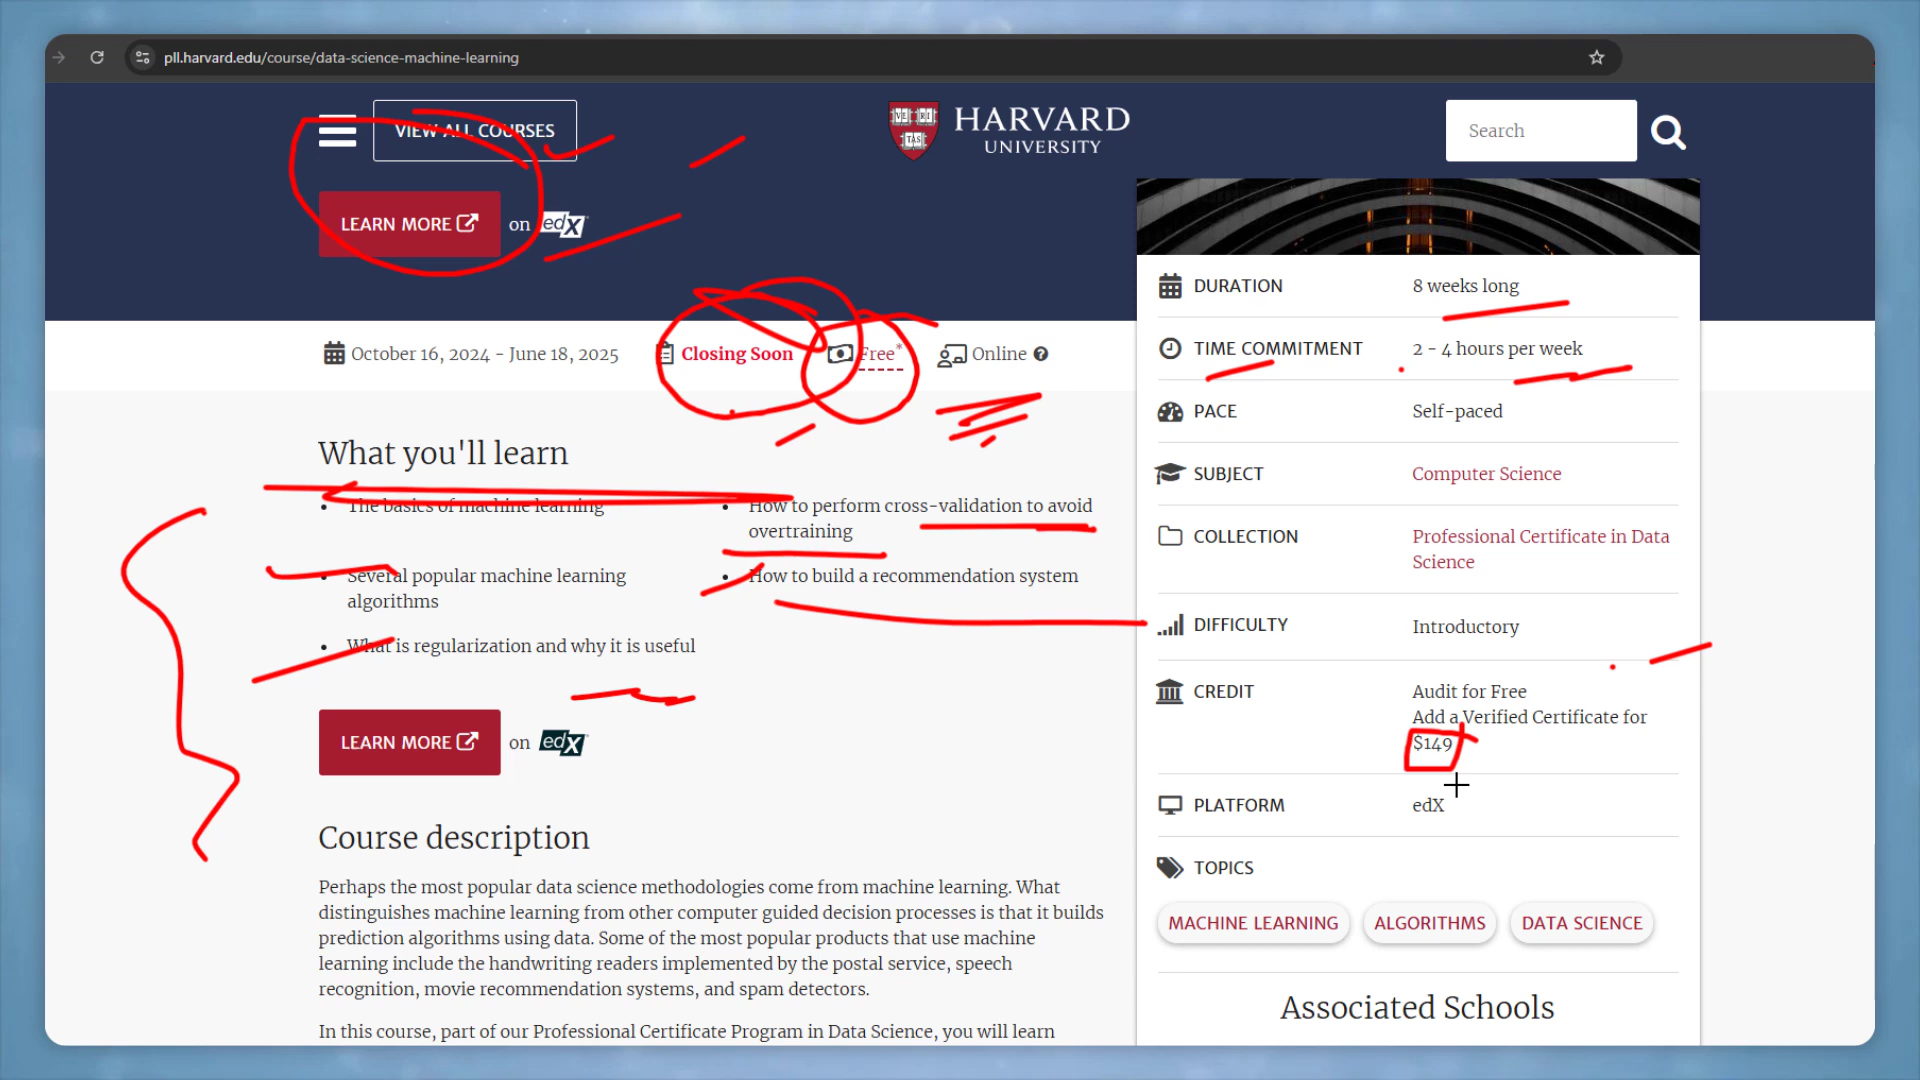 pll.harvard.edu/course/data-science-machine-learning
VIEW ALL COURSES
VE RI TAS
HARVARD
UNIVERSITY
Search
LEARN MORE on edX
October 16, 2024 - June 18, 2025 Closing Soon Free* Online
What you'll learn
The basics of machine learning
How to perform cross-validation to avoid
overtraining
Several popular machine learning
algorithms
How to build a recommendation system
What is regularization and why it is useful
LEARN MORE on edX
Course description
Perhaps the most popular data science methodologies come from machine learning. What
distinguishes machine learning from other computer guided decision processes is that it builds
prediction algorithms using data. Some of the most popular products that use machine
learning include the handwriting readers implemented by the postal service, speech
recognition, movie recommendation systems, and spam detectors.
In this course, part of our Professional Certificate Program in Data Science, you will learn
DURATION 8 weeks long
TIME COMMITMENT 2 - 4 hours per week
PACE Self-paced
SUBJECT Computer Science
COLLECTION Professional Certificate in Data
Science
DIFFICULTY Introductory
CREDIT Audit for Free
Add a Verified Certificate for
$149
PLATFORM edX
TOPICS
MACHINE LEARNING ALGORITHMS DATA SCIENCE
Associated Schools